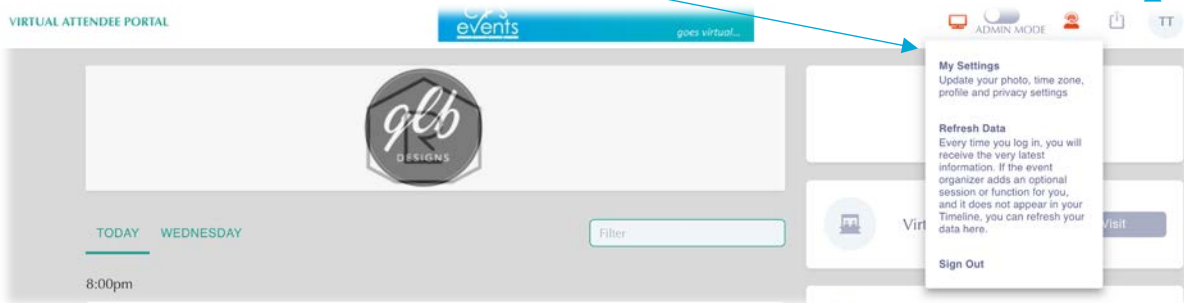 VIRTUAL ATTENDEE PORTAL
events
goes virtual...
ADMIN MODE
TT
My Settings
Update your photo, time zone,
profile and privacy settings
Refresh Data
Every time you log in, you will
receive the very latest
information. If the event
organizer adds an optional
session or function for you,
and it does not appear in your
Timeline, you can refresh your
data here.
Sign Out
glb
R
DESIGNS
TODAY WEDNESDAY
Filter
Virt
Visit
8:00pm